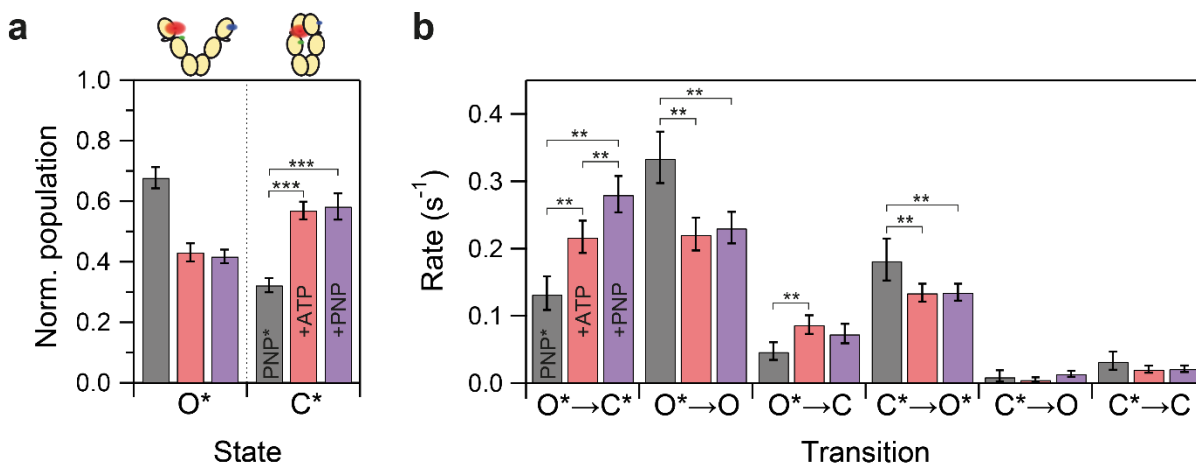 a
Norm. population
1.0
0.8
0.6
0.4
0.2
0.0
***
***
PNP*
+ATP
+PNP
O*
C*
State
b
Rate (s⁻¹)
0.4
0.3
0.2
0.1
0.0
**
**
**
**
**
**
**
**
PNP*
+ATP
+PNP
O*→C*
O*→O
O*→C
C*→O*
C*→O
C*→C
Transition